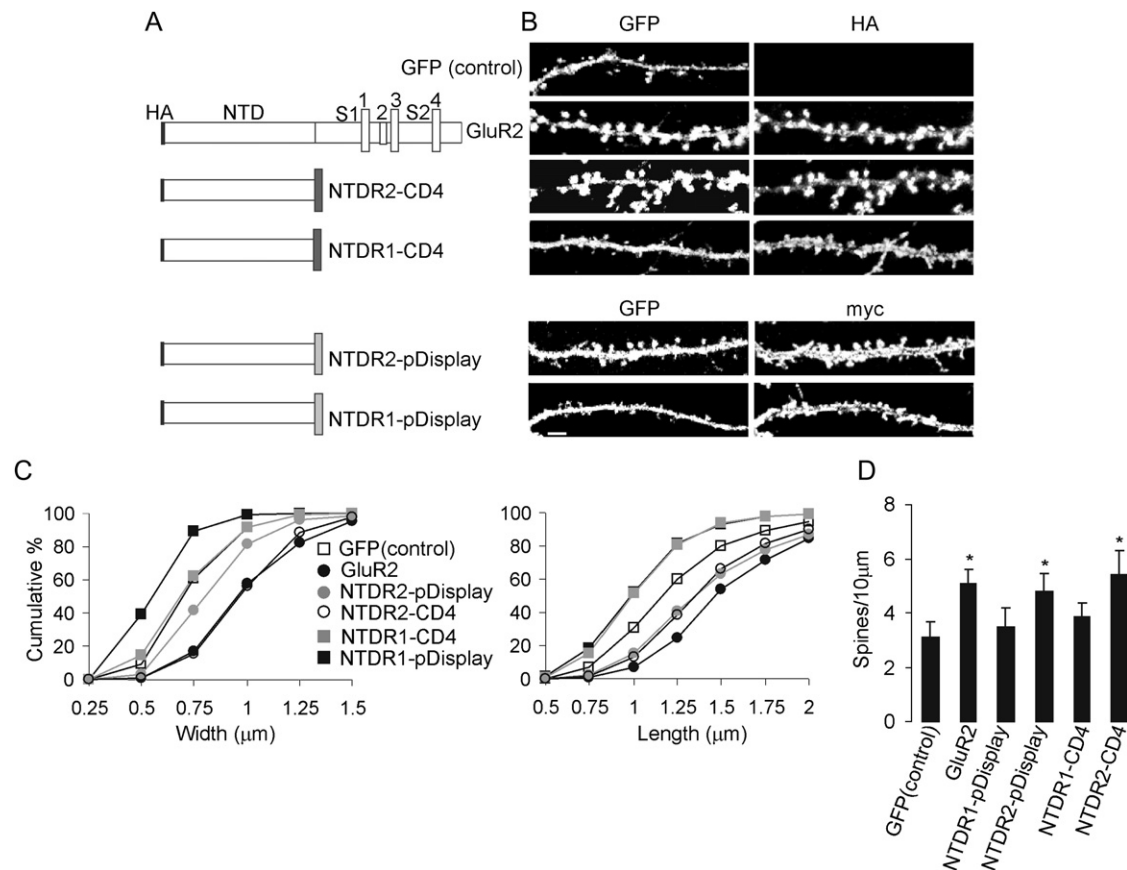 A
B
GFP
HA
GFP (control)
HA
NTD
S1
1
2
3
S2
4
GluR2
NTDR2-CD4
NTDR1-CD4
GFP
myc
NTDR2-pDisplay
NTDR1-pDisplay
C
Cumulative %
100
80
60
40
20
0
0.25 0.5 0.75 1 1.25 1.5
Width (μm)
GFP(control)
GluR2
NTDR2-pDisplay
NTDR2-CD4
NTDR1-CD4
NTDR1-pDisplay
100
80
60
40
20
0
0.5 0.75 1 1.25 1.5 1.75 2
Length (μm)
D
Spines/10μm
8
6
4
2
0
* * *
GFP(control)
GluR2
NTDR1-pDisplay
NTDR2-pDisplay
NTDR1-CD4
NTDR2-CD4